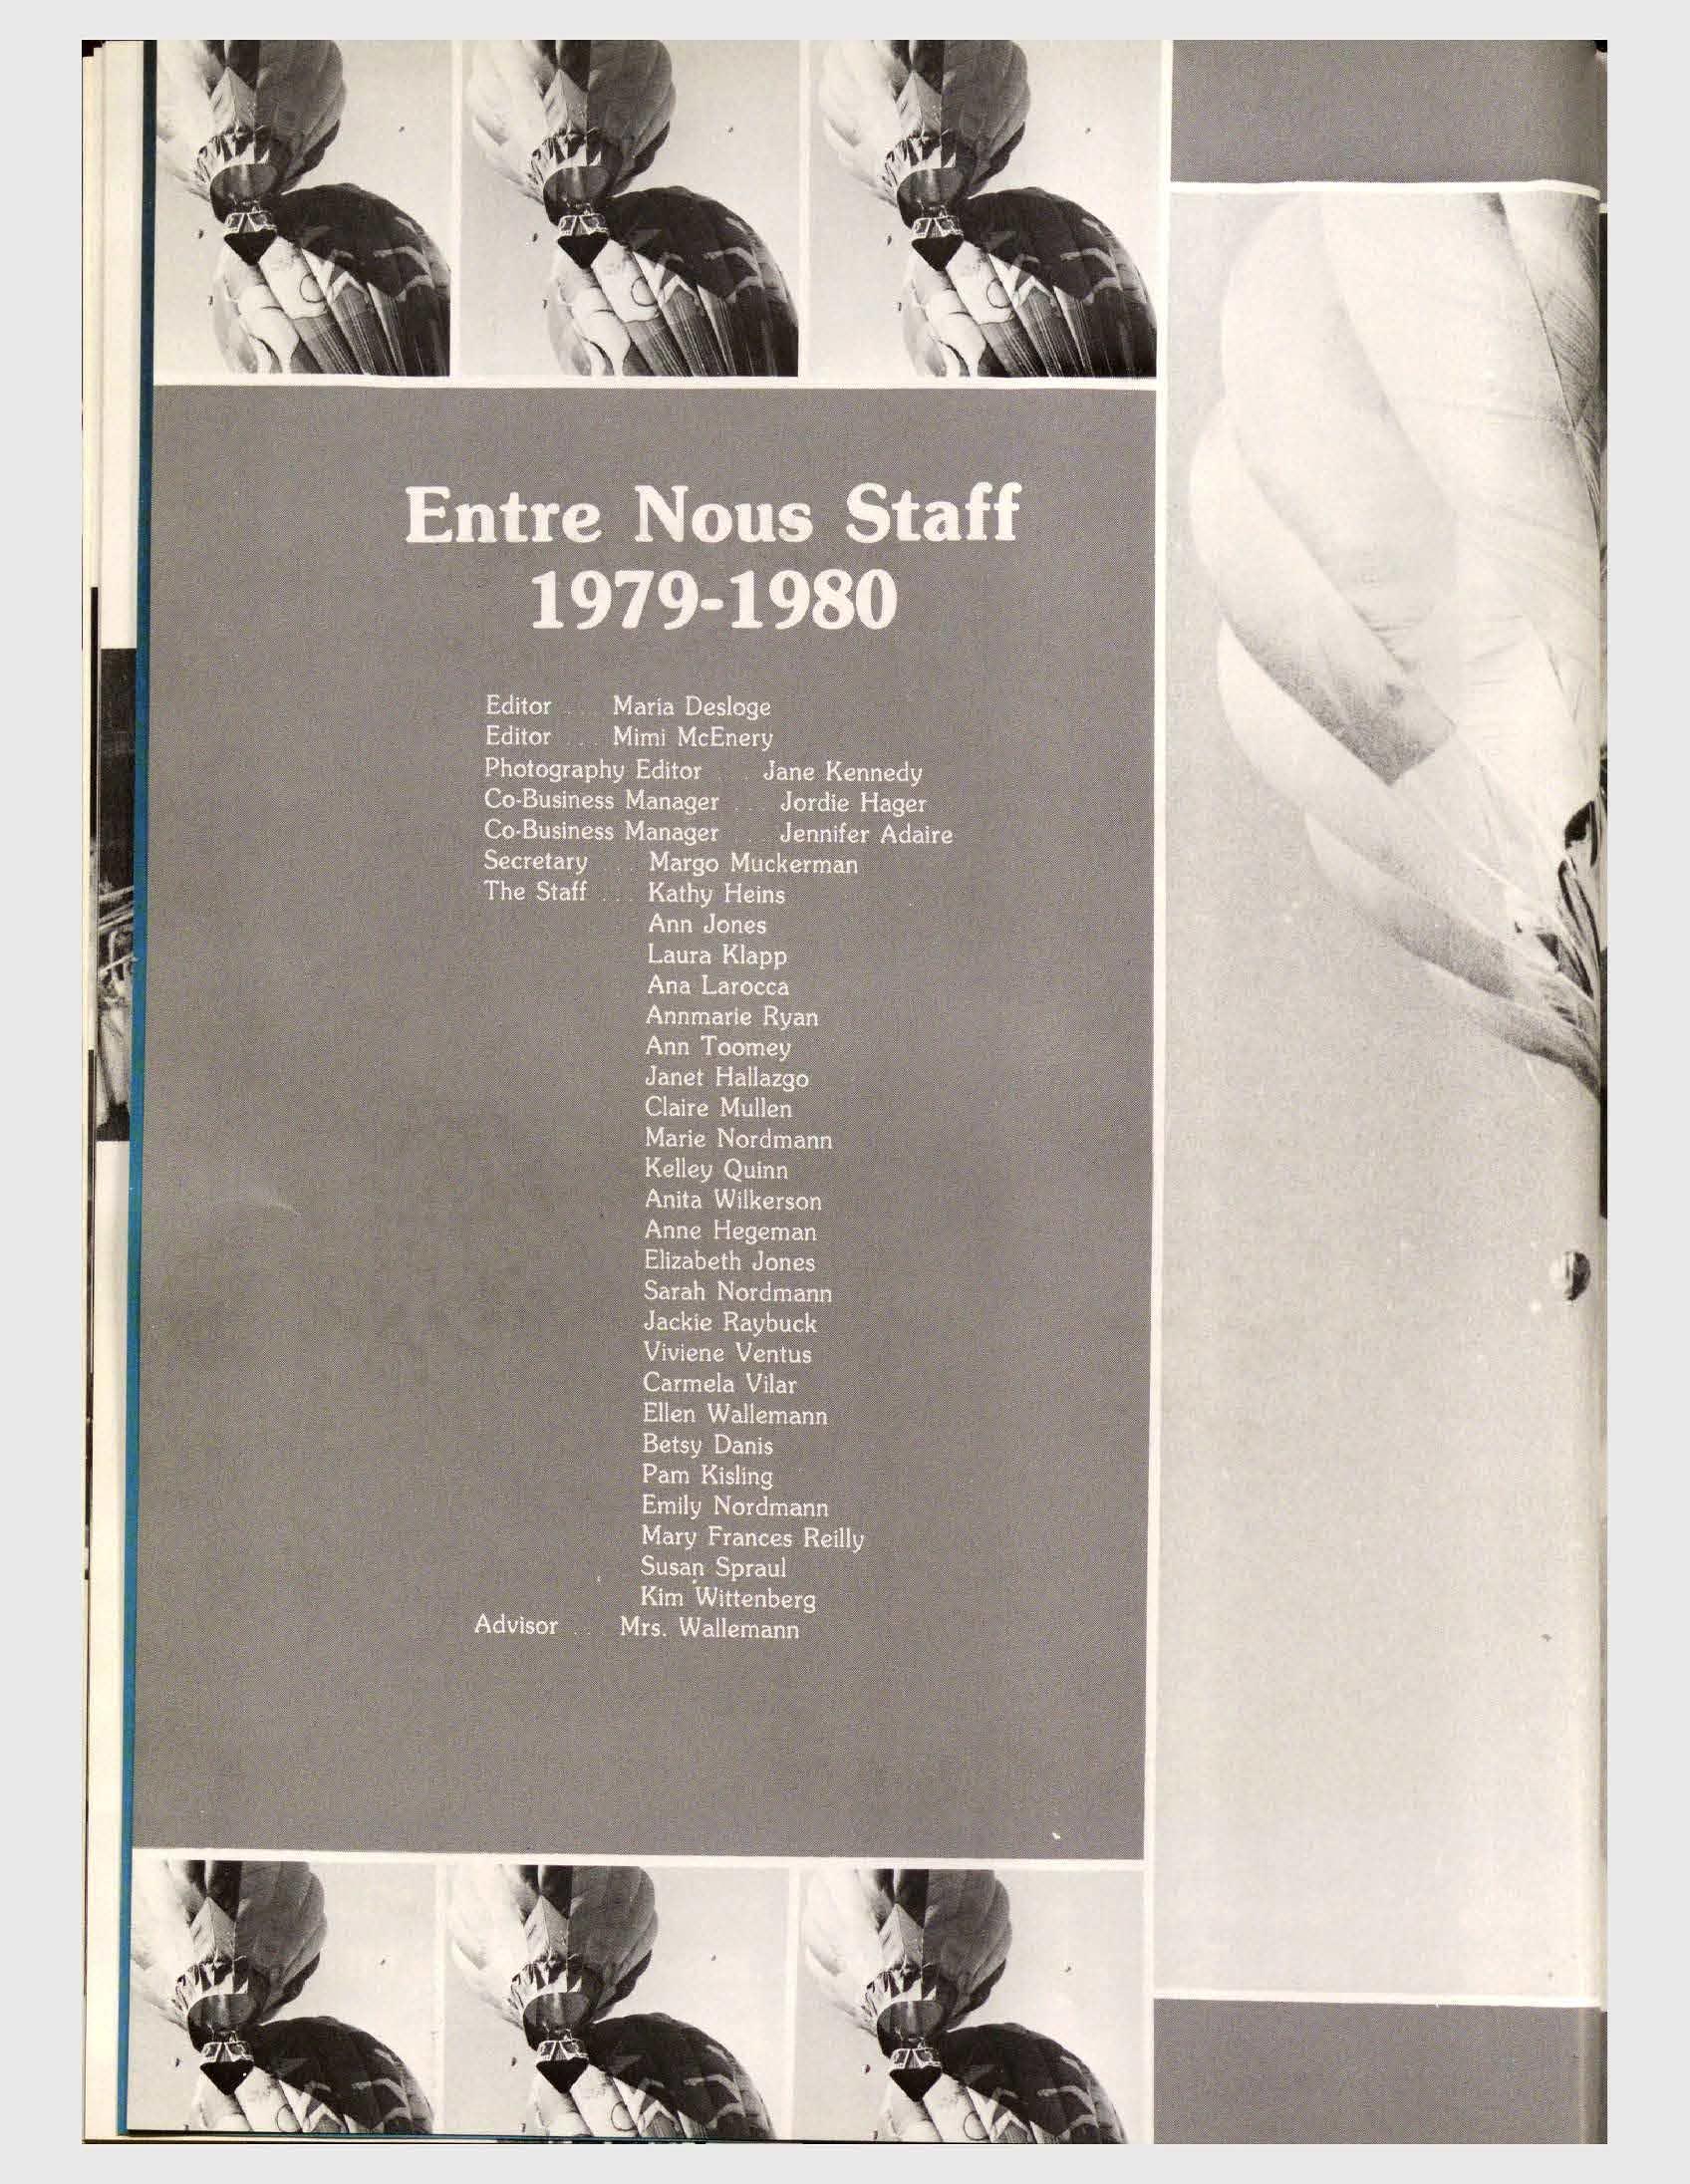 Entre Nous Staff
1979-1980
Editor ... Maria Desloge
Editor ... Mimi McEnery
Photography Editor ... Jane Kennedy
Co-Business Manager ... Jordie Hager
Co-Business Manager ... Jennifer Adaire
Secretary ... Margo Muckerman
The Staff ... Kathy Heins
Ann Jones
Laura Klapp
Ana Larocca
Annmarie Ryan
Ann Toomey
Janet Hallazgo
Claire Mullen
Marie Nordmann
Kelley Quinn
Anita Wilkerson
Anne Hegeman
Elizabeth Jones
Sarah Nordmann
Jackie Raybuck
Viviene Ventus
Carmela Vilar
Ellen Wallemann
Betsy Danis
Pam Kisling
Emily Nordmann
Mary Frances Reilly
Susan Spraul
Kim Wittenberg
Advisor ... Mrs. Wallemann